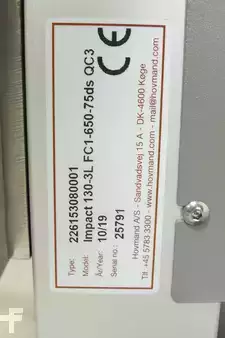 Type: 226153080001
Model: Impact 130-3L FC1-650-75ds QC3
År/Year: 10/19
Serial no.: 25791
CE
Hovmand A/S - Sandvadsvej 15 A - DK-4600 Køge
Tlf. +45 5783 3300 - www.hovmand.com - mail@hovmand.com
F